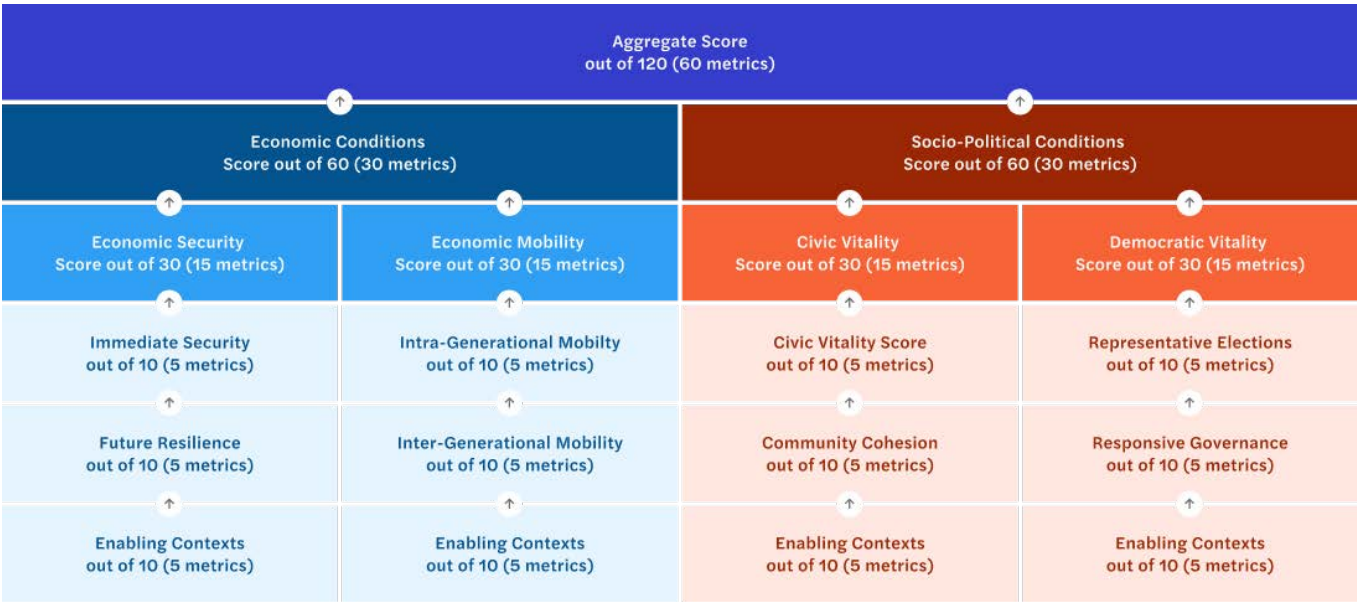 Aggregate Score
out of 120 (60 metrics)
Economic Conditions
Score out of 60 (30 metrics)
Socio-Political Conditions
Score out of 60 (30 metrics)
Economic Security
Score out of 30 (15 metrics)
Economic Mobility
Score out of 30 (15 metrics)
Civic Vitality
Score out of 30 (15 metrics)
Democratic Vitality
Score out of 30 (15 metrics)
Immediate Security
out of 10 (5 metrics)
Intra-Generational Mobilty
out of 10 (5 metrics)
Civic Vitality Score
out of 10 (5 metrics)
Representative Elections
out of 10 (5 metrics)
Future Resilience
out of 10 (5 metrics)
Inter-Generational Mobility
out of 10 (5 metrics)
Community Cohesion
out of 10 (5 metrics)
Responsive Governance
out of 10 (5 metrics)
Enabling Contexts
out of 10 (5 metrics)
Enabling Contexts
out of 10 (5 metrics)
Enabling Contexts
out of 10 (5 metrics)
Enabling Contexts
out of 10 (5 metrics)